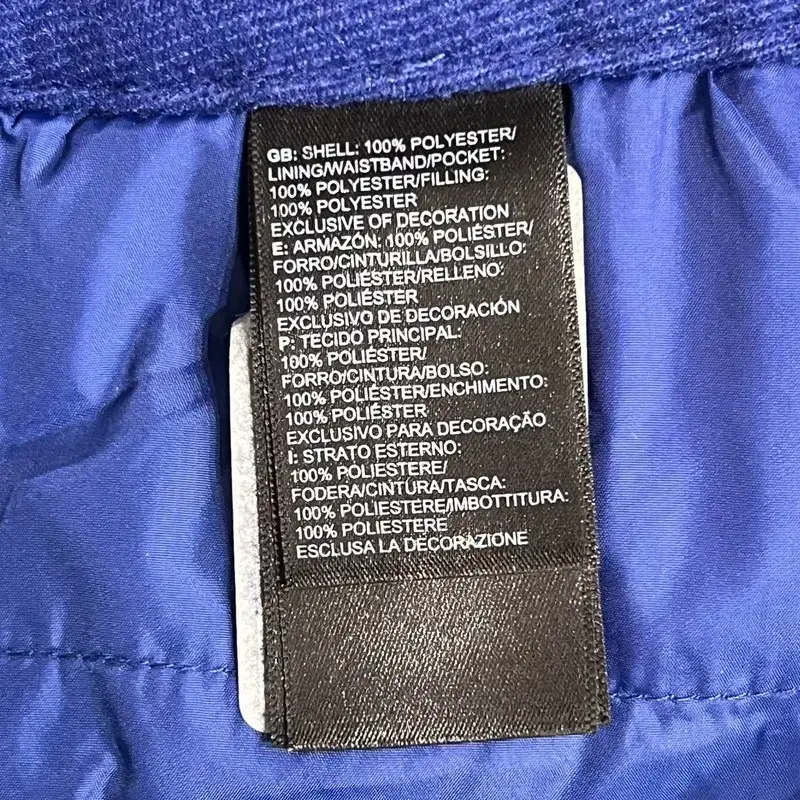 GB: SHELL: 100% POLYESTER/
LINING/WAISTBAND/POCKET:
100% POLYESTER/FILLING:
100% POLYESTER
EXCLUSIVE OF DECORATION
E: ARMAZÓN: 100% POLIÉSTER/
FORRO/CINTURILLA/BOLSILLO:
100% POLIÉSTER/RELLENO:
100% POLIÉSTER
EXCLUSIVO DE DECORACIÓN
P: TECIDO PRINCIPAL:
100% POLIÉSTER/
FORRO/CINTURA/BOLSO:
100% POLIÉSTER/ENCHIMENTO:
100% POLIÉSTER
EXCLUSIVO PARA DECORAÇÃO
I: STRATO ESTERNO:
100% POLIESTERE/
FODERA/CINTURA/TASCA:
100% POLIESTERE/IMBOTTITURA:
100% POLIESTERE
ESCLUSA LA DECORAZIONE